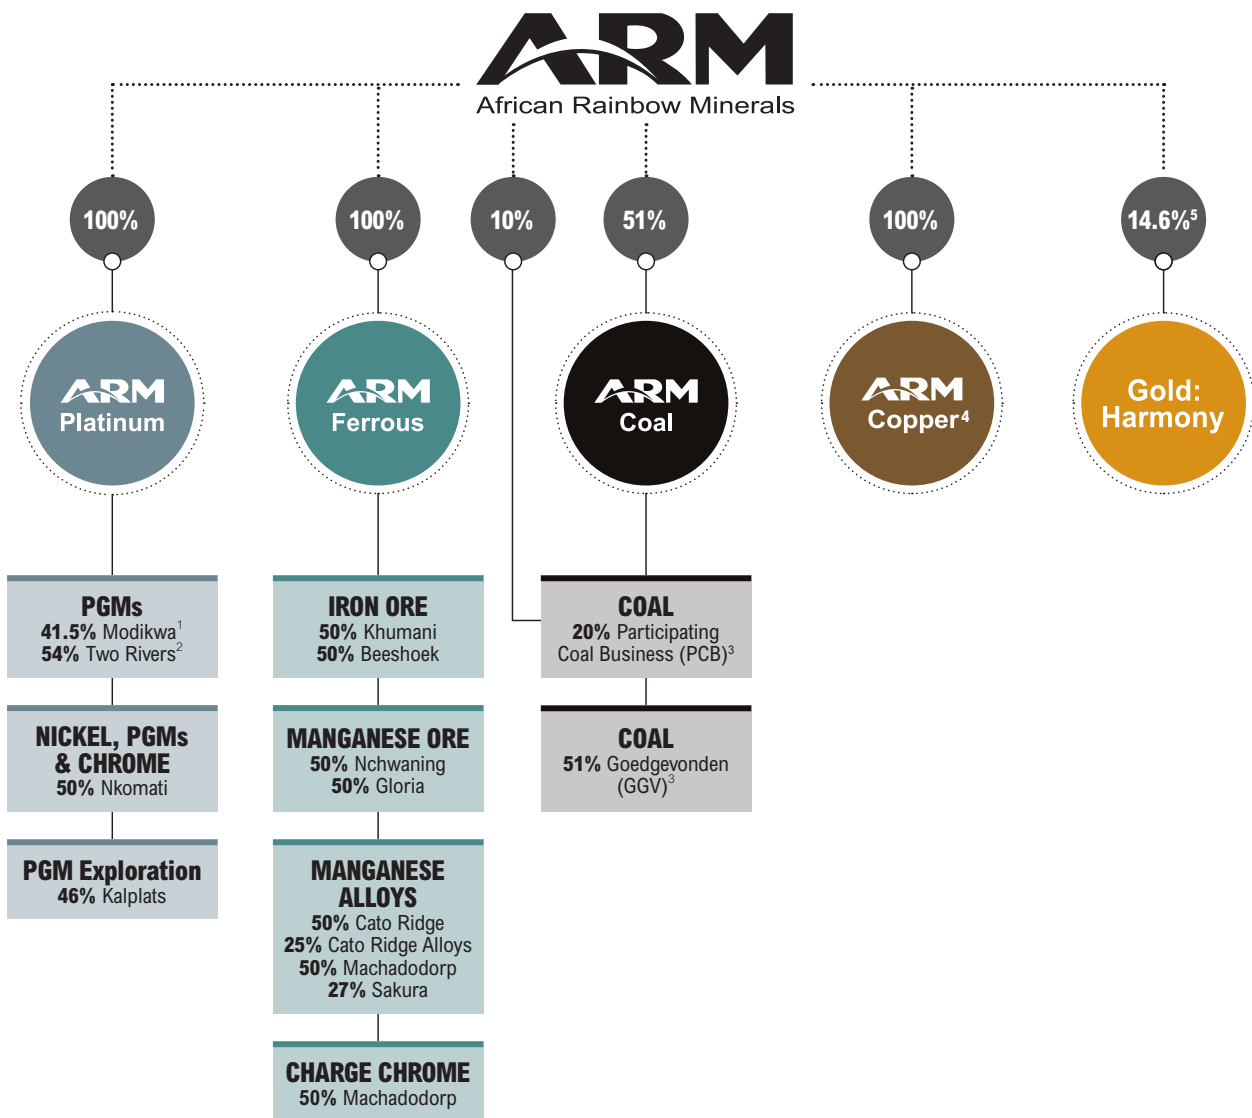 ARM
African Rainbow Minerals
100%
100%
10%
51%
100%
14.6%⁵
ARM
Platinum
ARM
Ferrous
ARM
Coal
ARM
Copper⁴
Gold:
Harmony
PGMs
41.5% Modikwa¹
54% Two Rivers²
NICKEL, PGMs
& CHROME
50% Nkomati
PGM Exploration
46% Kalplats
IRON ORE
50% Khumani
50% Beeshoek
MANGANESE ORE
50% Nchwaning
50% Gloria
MANGANESE
ALLOYS
50% Cato Ridge
25% Cato Ridge Alloys
50% Machadodorp
27% Sakura
CHARGE CHROME
50% Machadodorp
COAL
20% Participating
Coal Business (PCB)³
COAL
51% Goedgevonden
(GGV)³